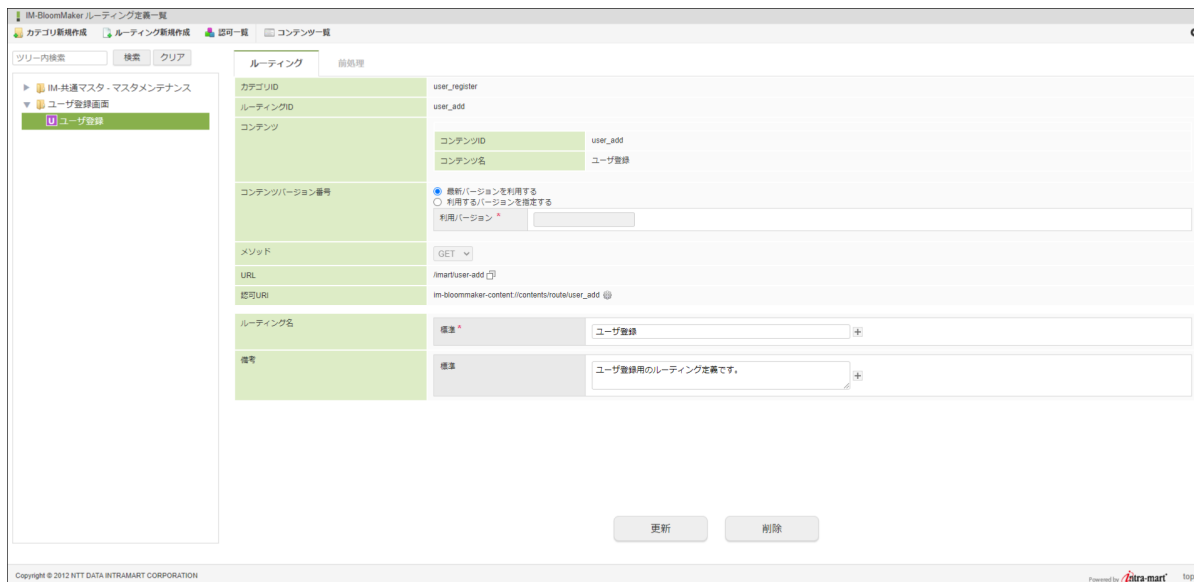 IM-BloomMaker ルーティング定義一覧
カテゴリ新規作成 ルーティング新規作成 認可一覧 コンテンツ一覧
ツリー内検索 検索 クリア
IM-共通マスタ - マスタメンテナンス
ユーザ登録画面
U ユーザ登録
ルーティング 前処理
カテゴリID user_register
ルーティングID user_add
コンテンツ
コンテンツID user_add
コンテンツ名 ユーザ登録
コンテンツバージョン番号
最新バージョンを利用する
利用するバージョンを指定する
利用バージョン *
メソッド GET
URL /imart/user-add
認可URI im-bloommaker-content://contents/route/user_add
ルーティング名 標準 * ユーザ登録
備考 標準 ユーザ登録用のルーティング定義です。
更新 削除
Copyright © 2012 NTT DATA INTRAMART CORPORATION
Powered by intra-mart top